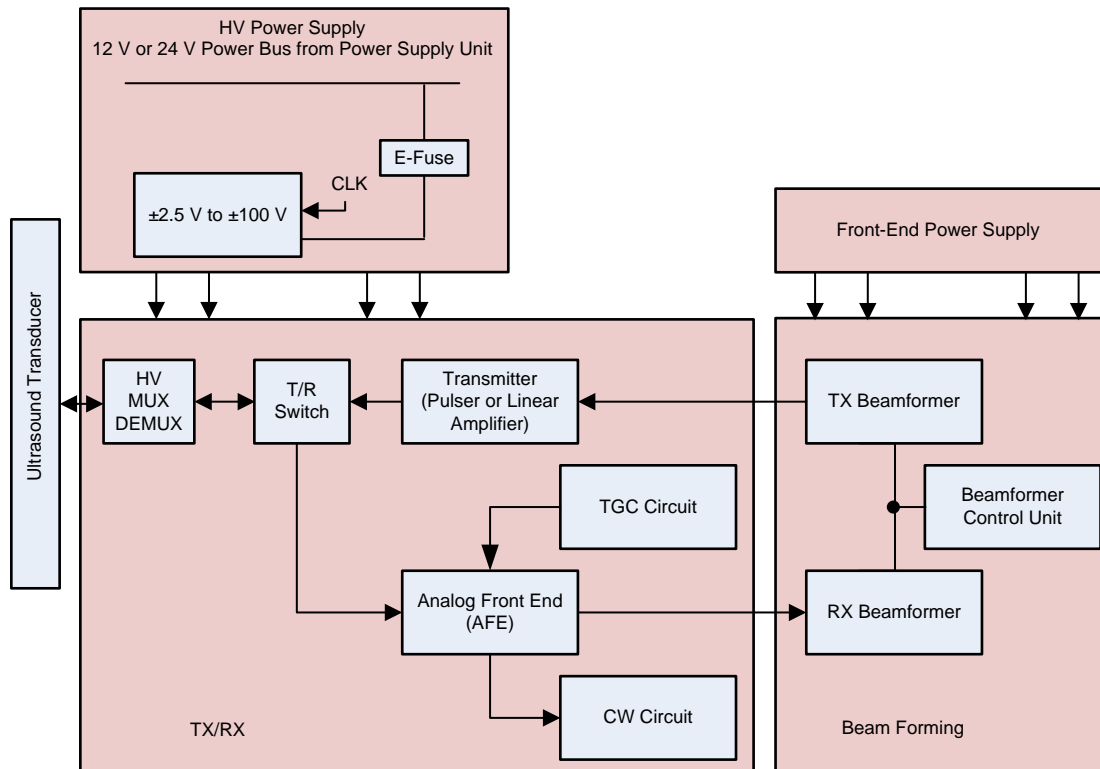 HV Power Supply
12 V or 24 V Power Bus from Power Supply Unit
E-Fuse
CLK
±2.5 V to ±100 V
Front-End Power Supply
Ultrasound Transducer
HV
MUX
DEMUX
T/R
Switch
Transmitter
(Pulser or Linear
Amplifier)
TX Beamformer
TGC Circuit
Beamformer
Control Unit
Analog Front End
(AFE)
RX Beamformer
CW Circuit
TX/RX
Beam Forming